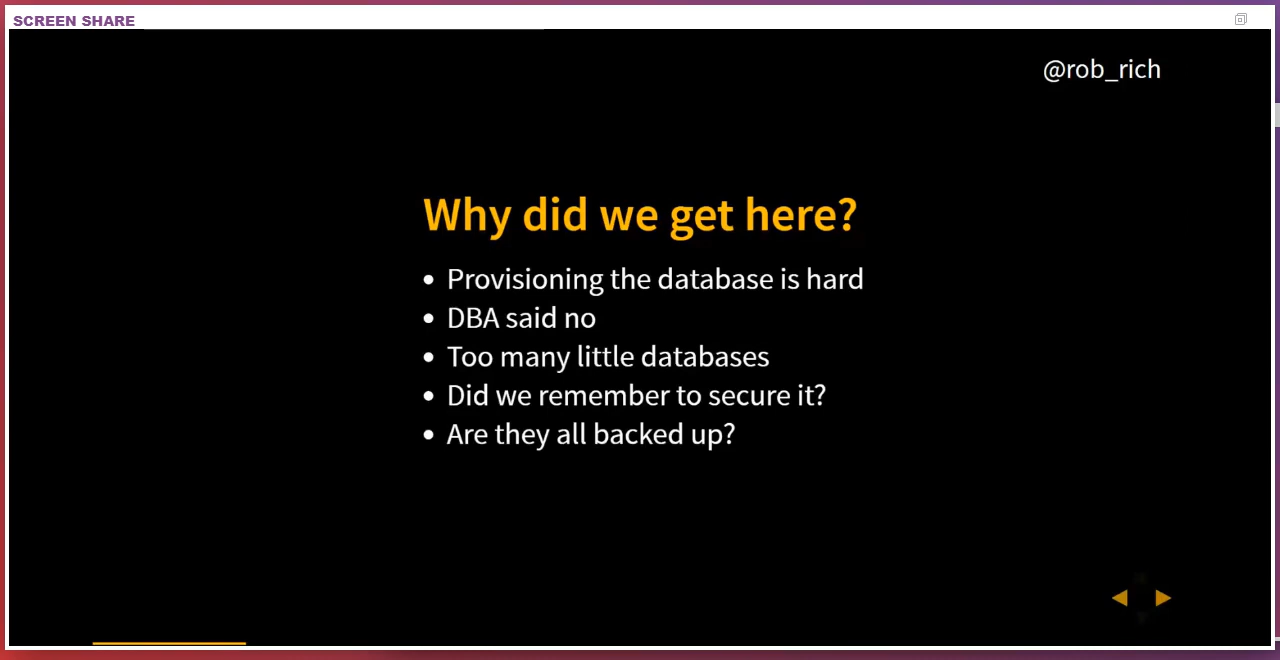 SCREEN SHARE
@rob_rich
Why did we get here?
• Provisioning the database is hard
• DBA said no
• Too many little databases
• Did we remember to secure it?
• Are they all backed up?